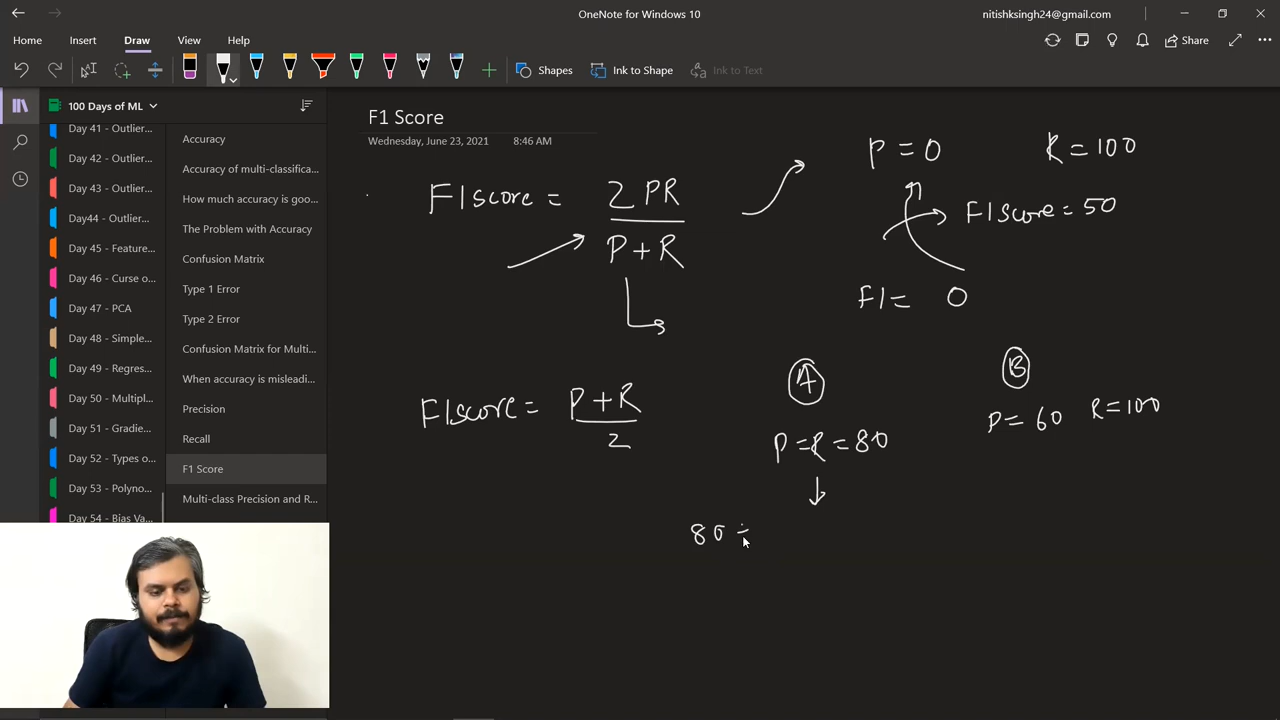 OneNote for Windows 10
nitishksingh24@gmail.com
Home Insert Draw View Help
Share
Shapes
Ink to Shape
Ink to Text
100 Days of ML
Day 41 - Outlier...
Day 42 - Outlier...
Day 43 - Outlier...
Day44 - Outlier...
Day 45 - Feature...
Day 46 - Curse o...
Day 47 - PCA
Day 48 - Simple...
Day 49 - Regres...
Day 50 - Multipl...
Day 51 - Gradie...
Day 52 - Types o...
Day 53 - Polyno...
Day 54 - Bias Va...
Accuracy
Accuracy of multi-classifica...
How much accuracy is goo...
The Problem with Accuracy
Confusion Matrix
Type 1 Error
Type 2 Error
Confusion Matrix for Multi...
When accuracy is misleadi...
Precision
Recall
F1 Score
Multi-class Precision and R...
F1 Score
Wednesday, June 23, 2021 8:46 AM
F1score = 2PR
P+R
P = 0 R = 100
F1score = 50
F1 = 0
F1score = P+R
2
A
P = R = 80
80
B
P = 60 R = 100